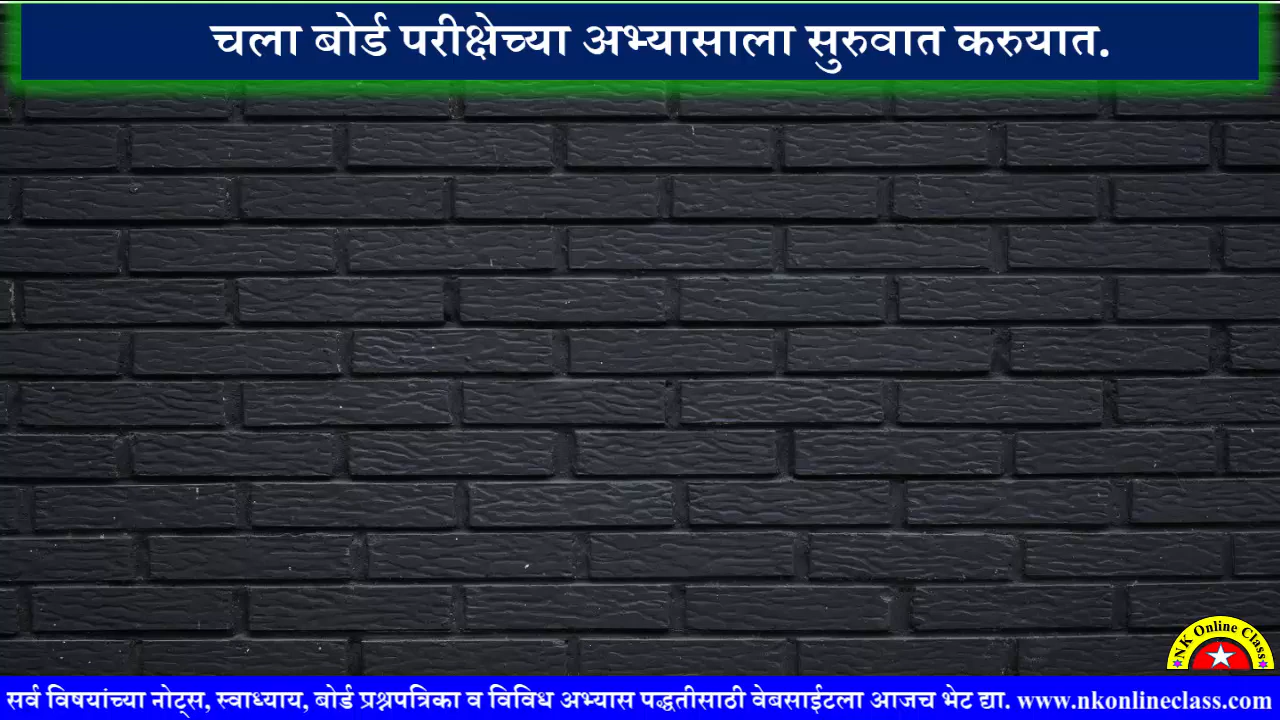 चला बोर्ड परीक्षेच्या अभ्यासाला सुरुवात करुयात.
NK Online Class
सर्व विषयांच्या नोट्स, स्वाध्याय, बोर्ड प्रश्नपत्रिका व विविध अभ्यास पद्धतीसाठी वेबसाईटला आजच भेट द्या. www.nkonlineclass.com